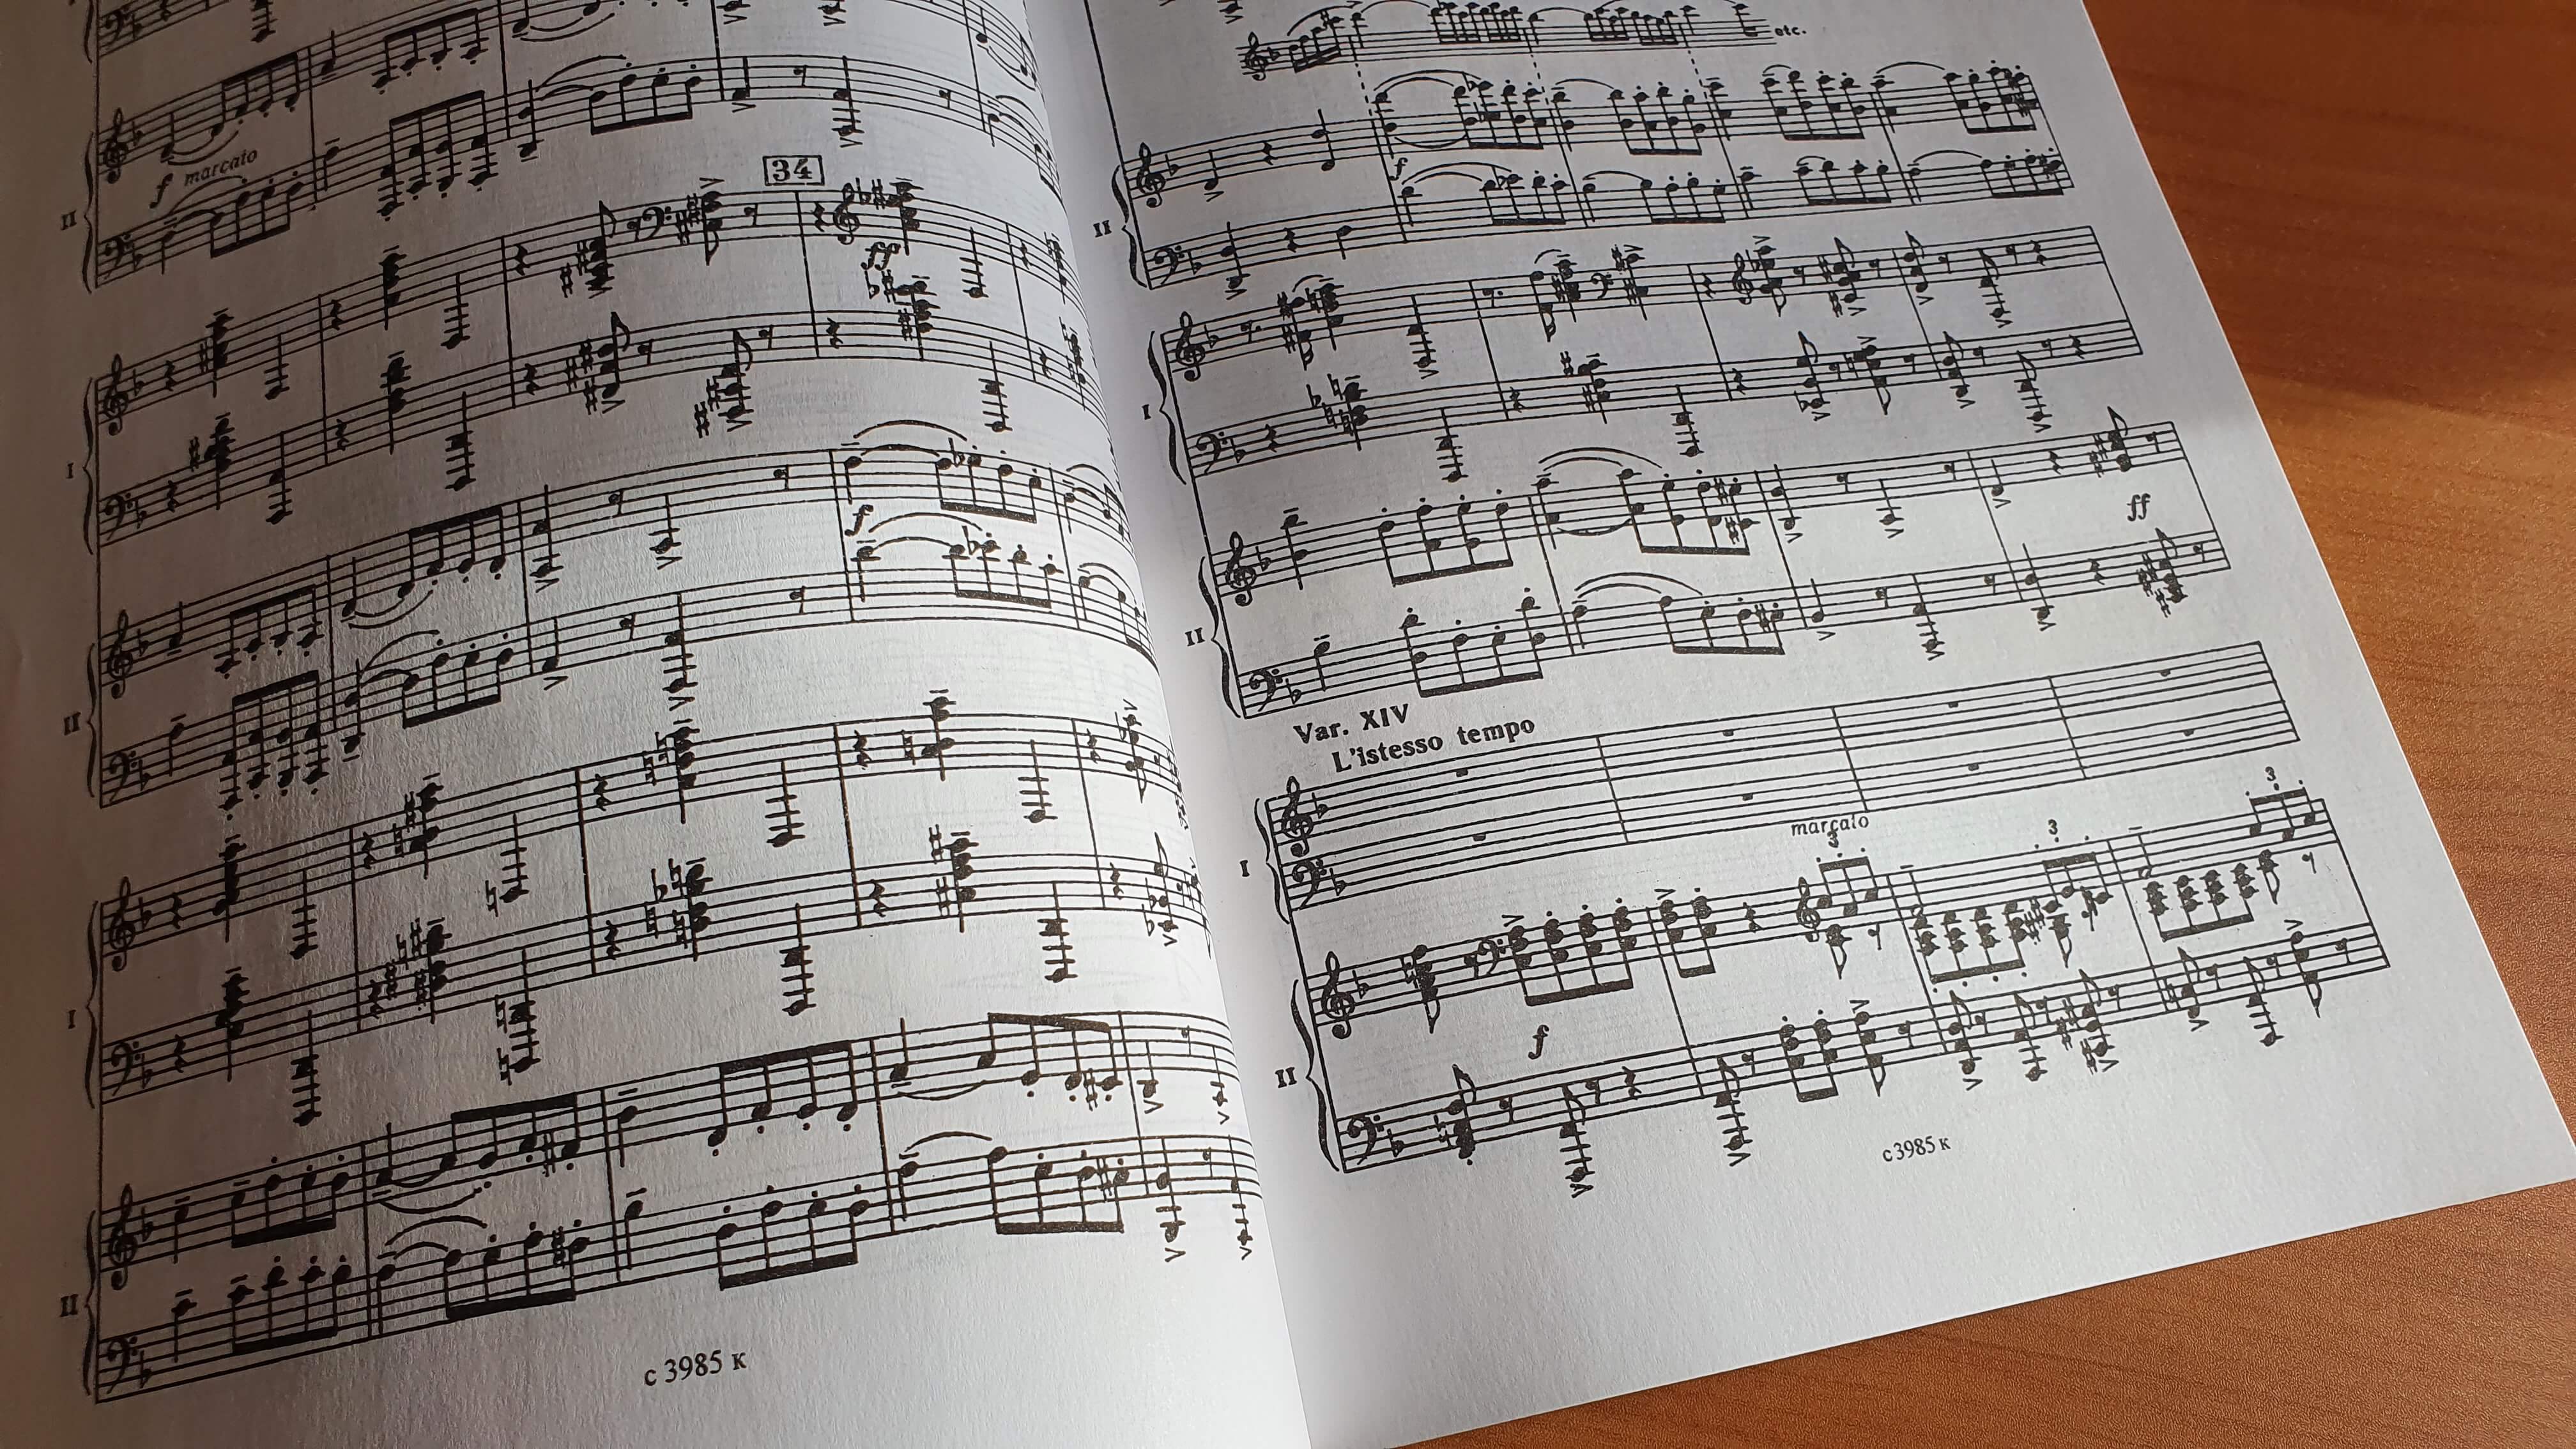 II
f marcato
34
I
ff
II
f
I
II
с 3985 к
etc.
II
f
I
II
ff
Var. XIV
L'istesso tempo
I
marcato
3
3
3
II
f
с 3985 к